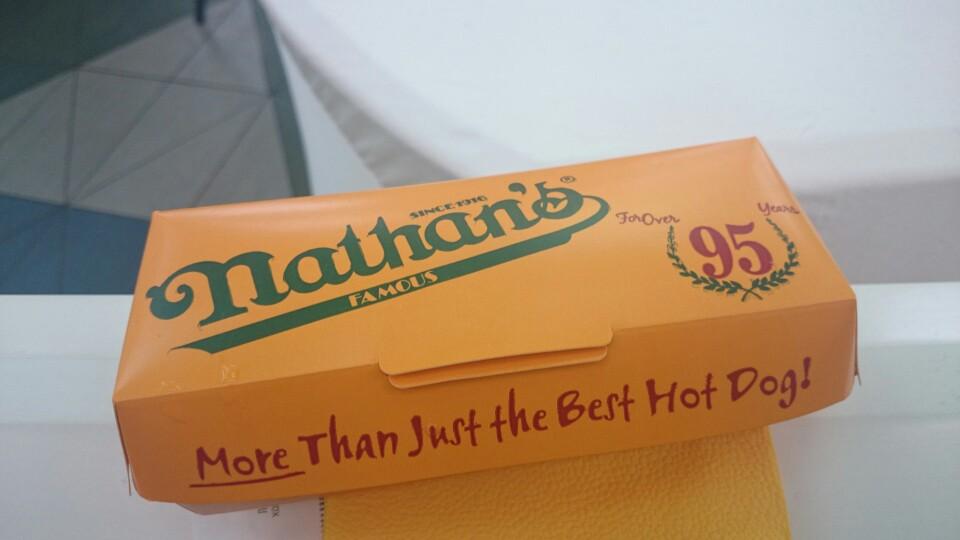 SINCE 1916
Nathan's®
FAMOUS
For Over 95 Years
More Than Just the Best Hot Dog!